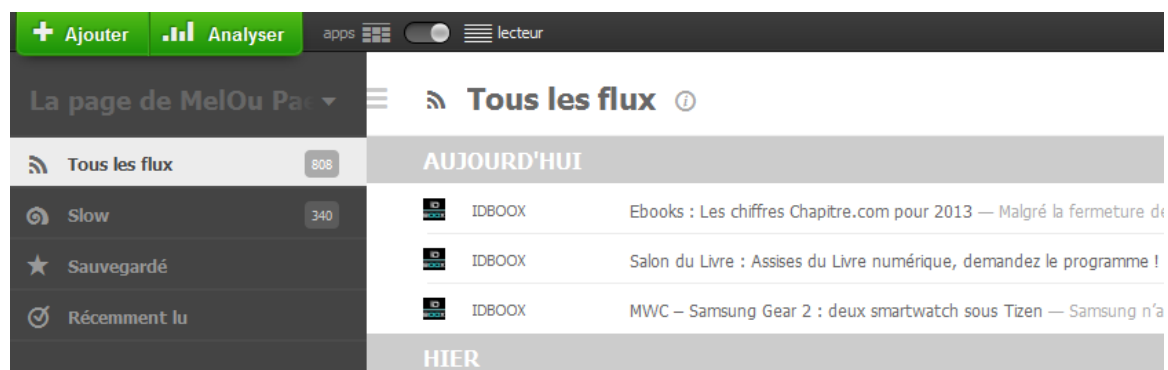 Ajouter Analyser apps lecteur
La page de MelOu Pae
Tous les flux
Tous les flux 808
AUJOURD'HUI
Slow 340
IDBOOX Ebooks : Les chiffres Chapitre.com pour 2013 — Malgré la fermeture de
Sauvegardé
IDBOOX Salon du Livre : Assises du Livre numérique, demandez le programme !
Récemment lu
IDBOOX MWC – Samsung Gear 2 : deux smartwatch sous Tizen — Samsung n'a
HIER